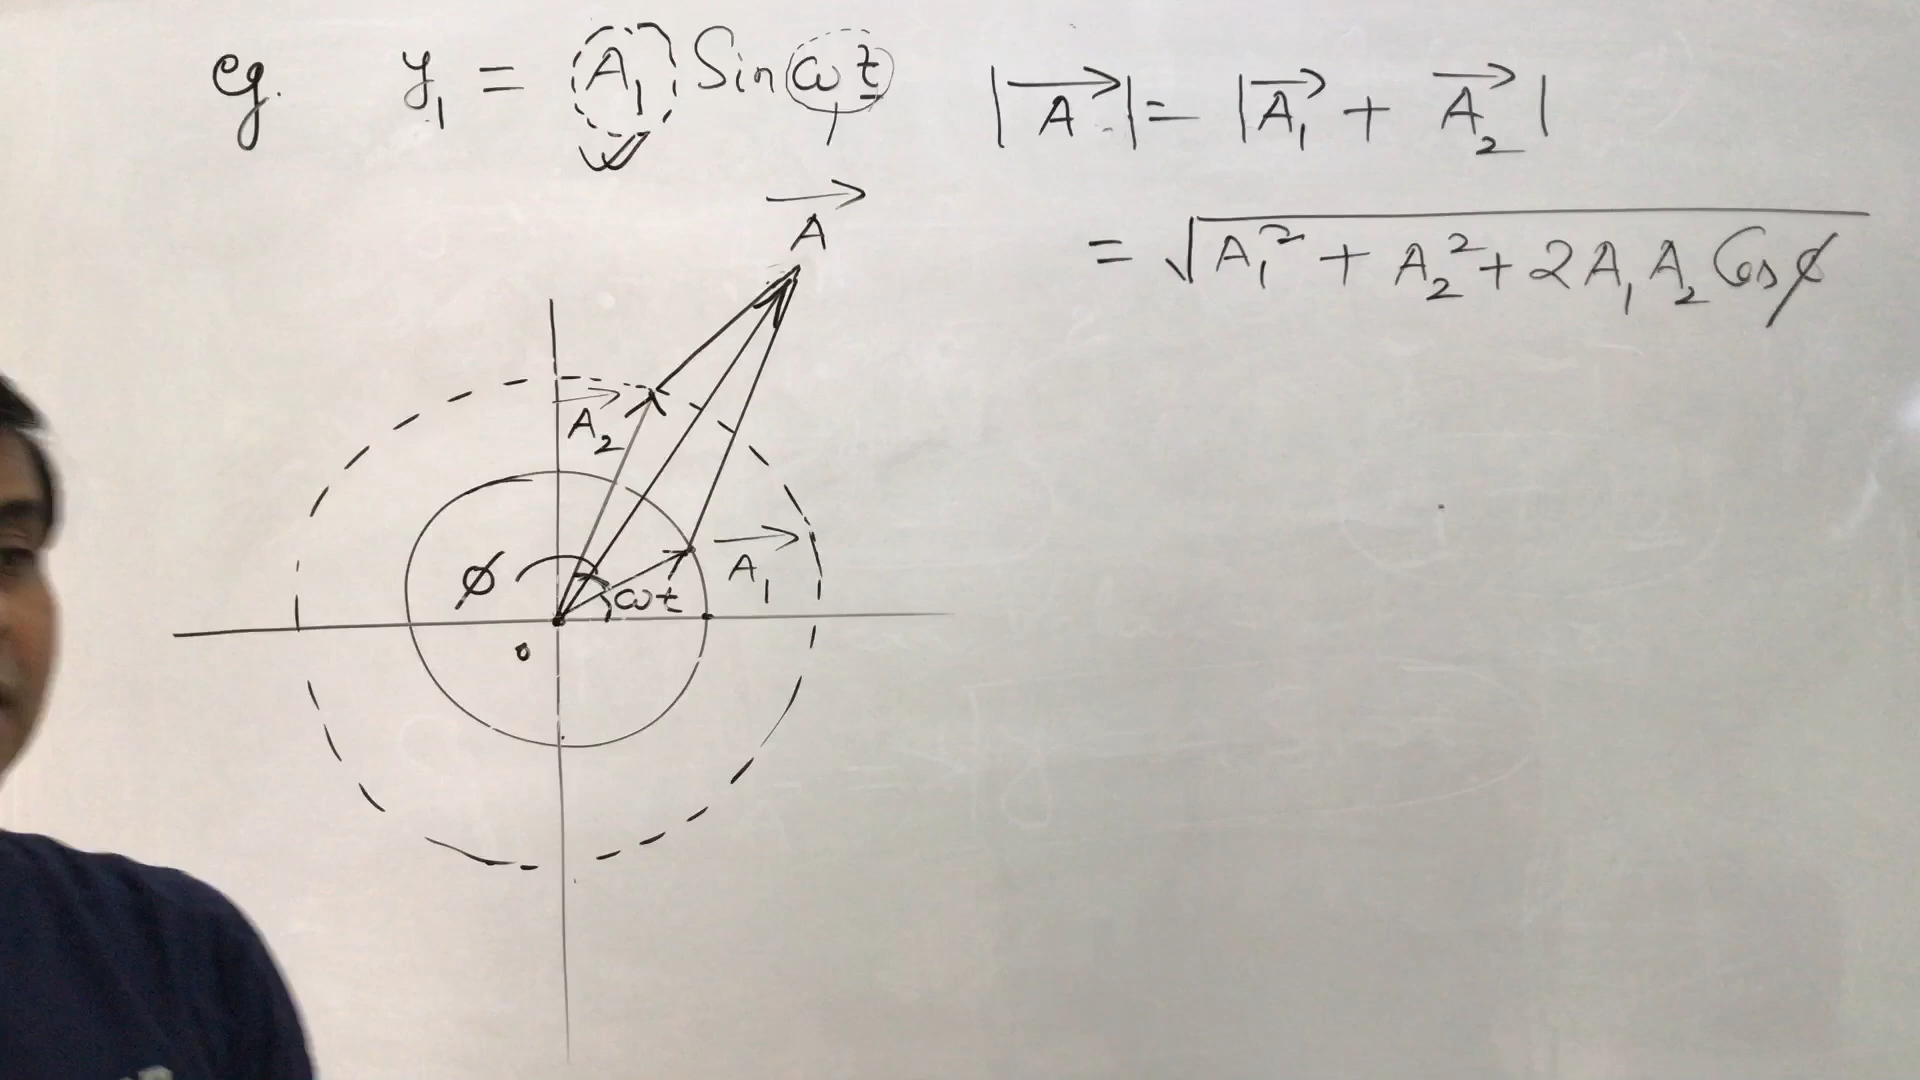 eg. y₁ = A₁ Sin ωt
|A⃗| = |A⃗₁ + A⃗₂|
= √(A₁² + A₂² + 2A₁A₂ Cos ϕ)
A⃗
A⃗₂
A⃗₁
ϕ
ωt
o